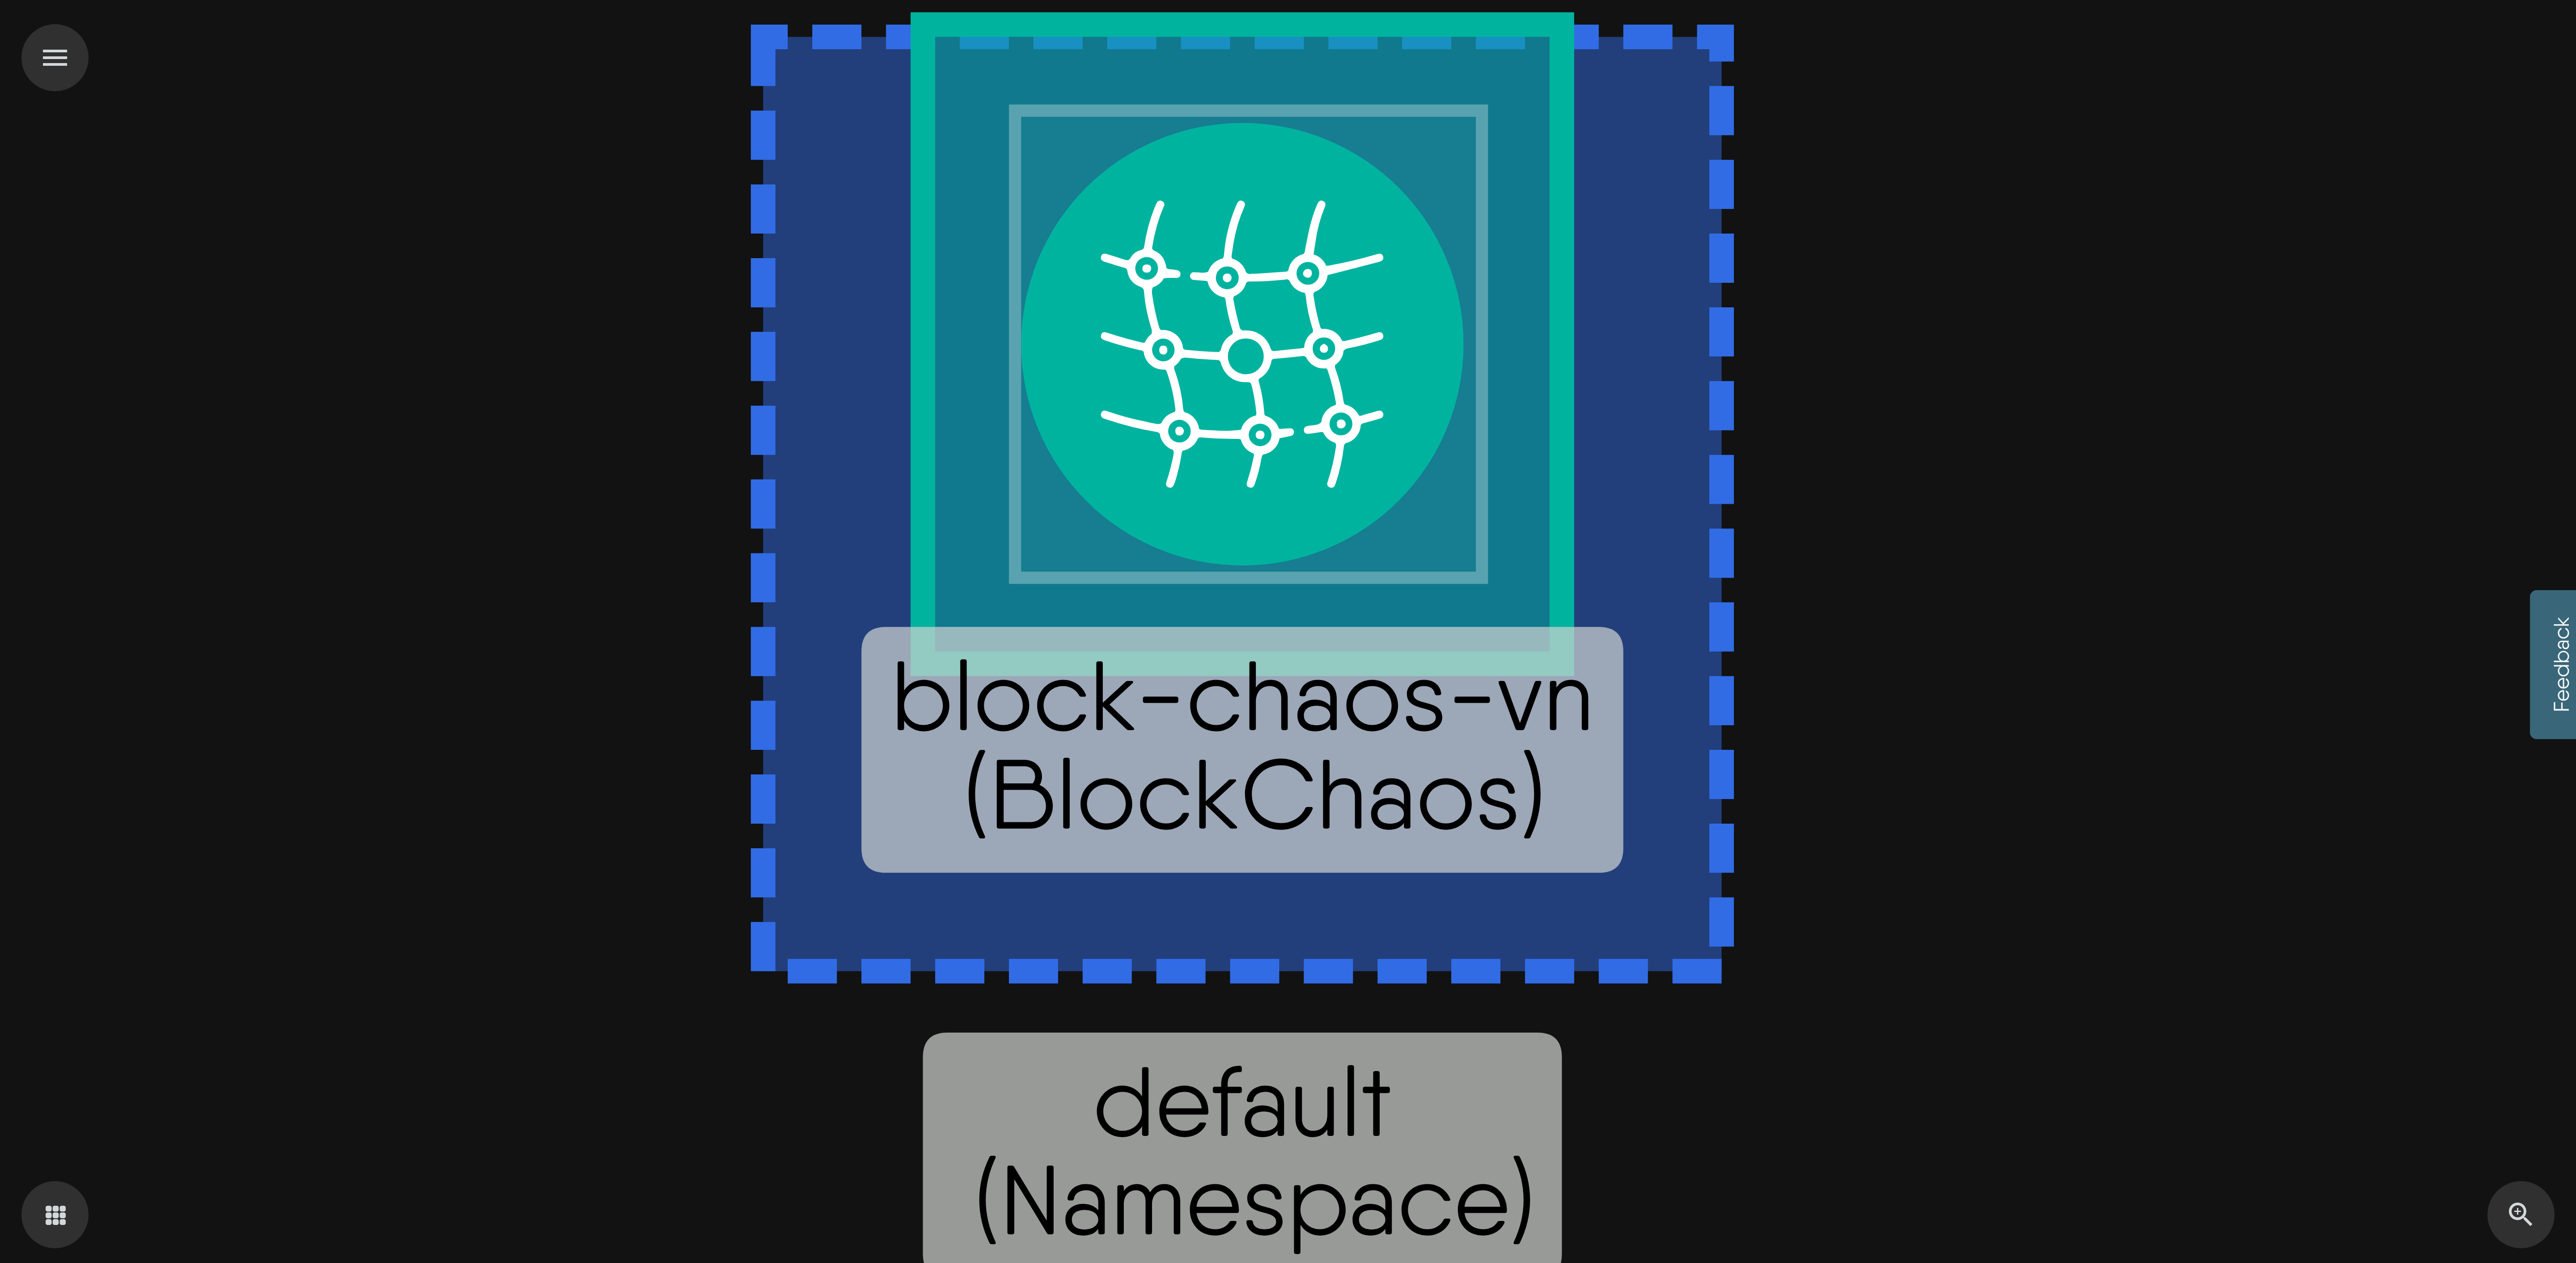 block-chaos-vn
(BlockChaos)
default
(Namespace)
Feedback